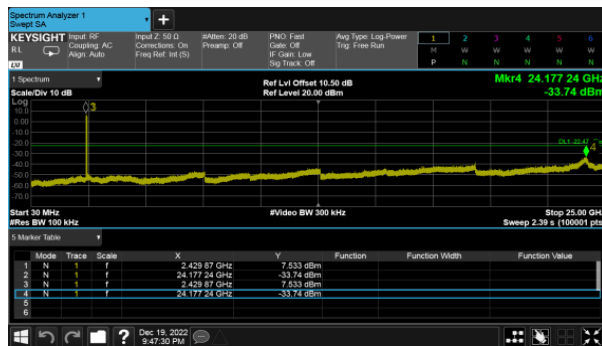 Spectrum Analyzer 1
Swept SA
+
KEYSIGHT Input: RF Input Z: 50 Ω #Atten: 20 dB PNO: Fast Avg Type: Log-Power 1 2 3 4 5 6
RL Coupling: AC Corrections: On Preamp: Off Gate: Off Trig: Free Run M W W W W W
Align: Auto Freq Ref: Int (S) IF Gain: Low
Sig Track: Off P N N N N N
LXI
1 Spectrum Ref Lvl Offset 10.50 dB Mkr4 24.177 24 GHz
Scale/Div 10 dB Ref Level 20.00 dBm -33.74 dBm
Log
10.0
0.00
-10.0
-20.0
-30.0
-40.0
-50.0
-60.0
-70.0
3
4
Start 30 MHz #Video BW 300 kHz Stop 25.00 GHz
#Res BW 100 kHz Sweep 2.39 s (100001 pts)
5 Marker Table
Mode Trace Scale X Y Function Function Width Function Value
1 N 1 f 2.429 87 GHz 7.533 dBm
2 N 1 f 24.177 24 GHz -33.74 dBm
3 N 1 f 2.429 87 GHz 7.533 dBm
4 N 1 f 24.177 24 GHz -33.74 dBm
5
6
? Dec 19, 2022
9:47:30 PM